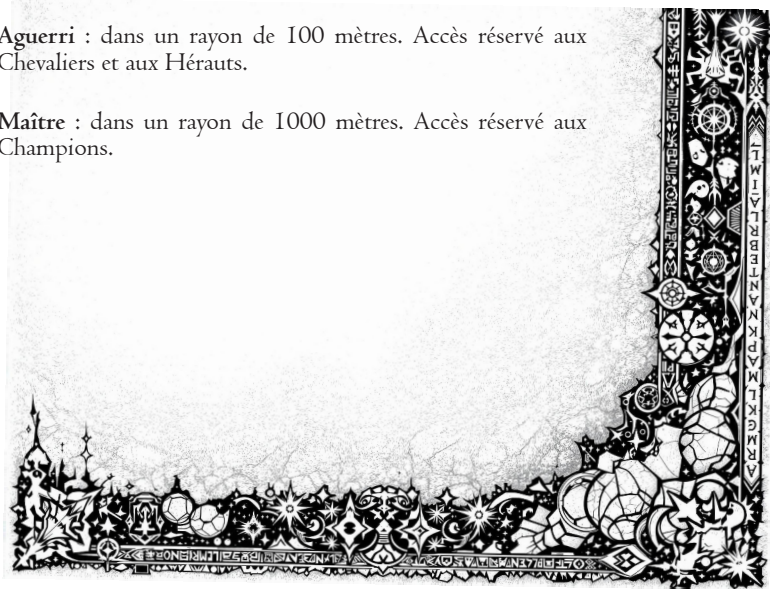 Aguerri : dans un rayon de 100 mètres. Accès réservé aux
Chevaliers et aux Hérauts.
Maître : dans un rayon de 1000 mètres. Accès réservé aux
Champions.